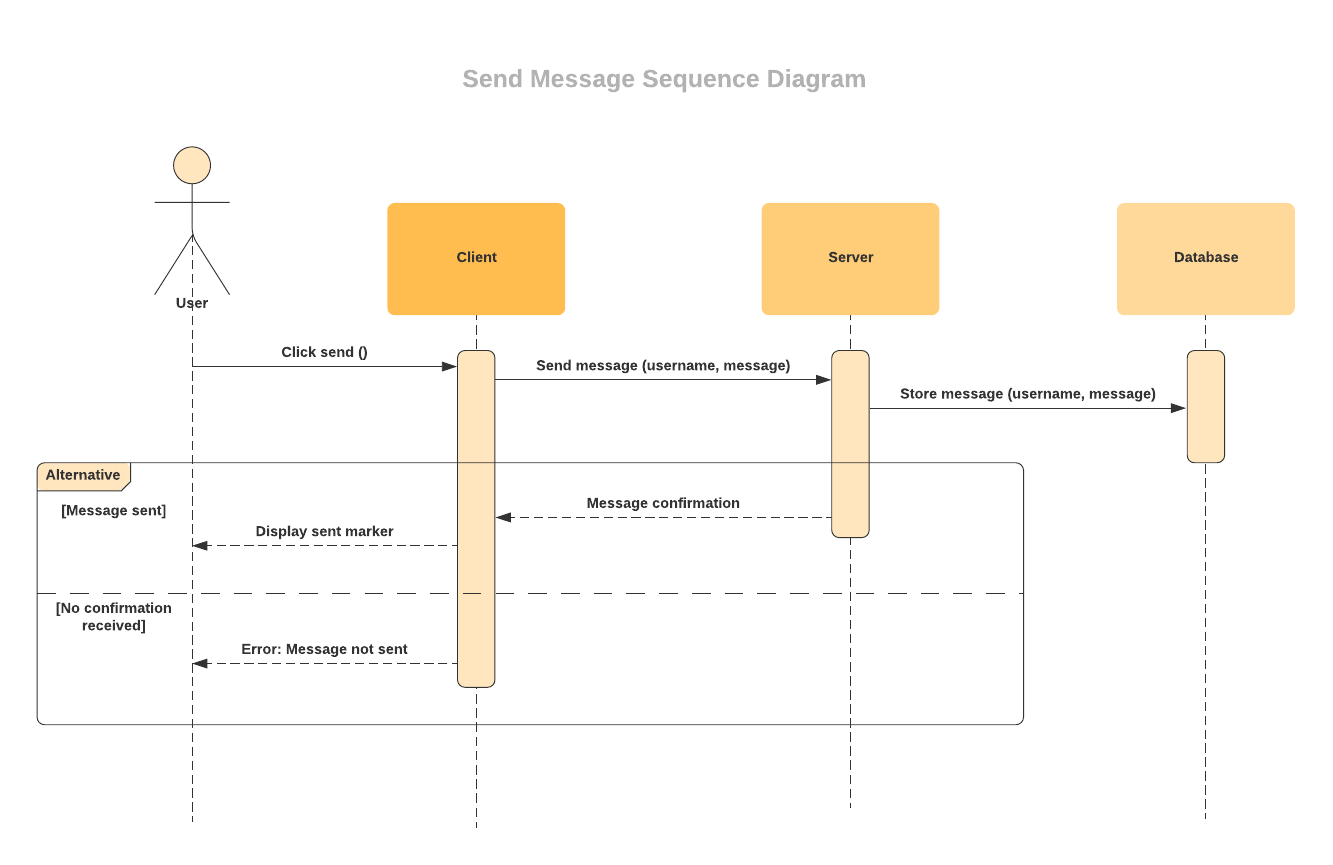 Send Message Sequence Diagram
User
Client
Server
Database
Click send ()
Send message (username, message)
Store message (username, message)
Alternative
[Message sent]
Message confirmation
Display sent marker
[No confirmation
received]
Error: Message not sent